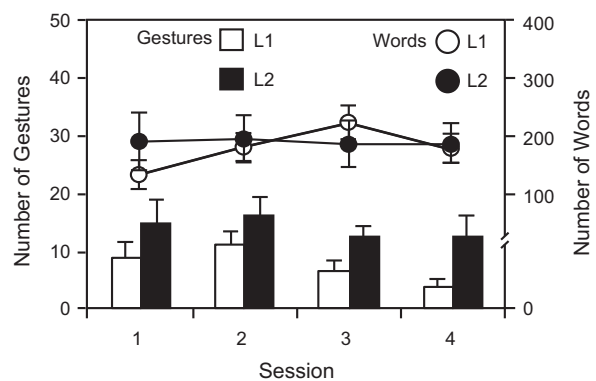 50
40
30
20
10
0
Number of Gestures
Gestures
L1
L2
Words
L1
L2
400
300
200
100
0
Number of Words
1 2 3 4
Session